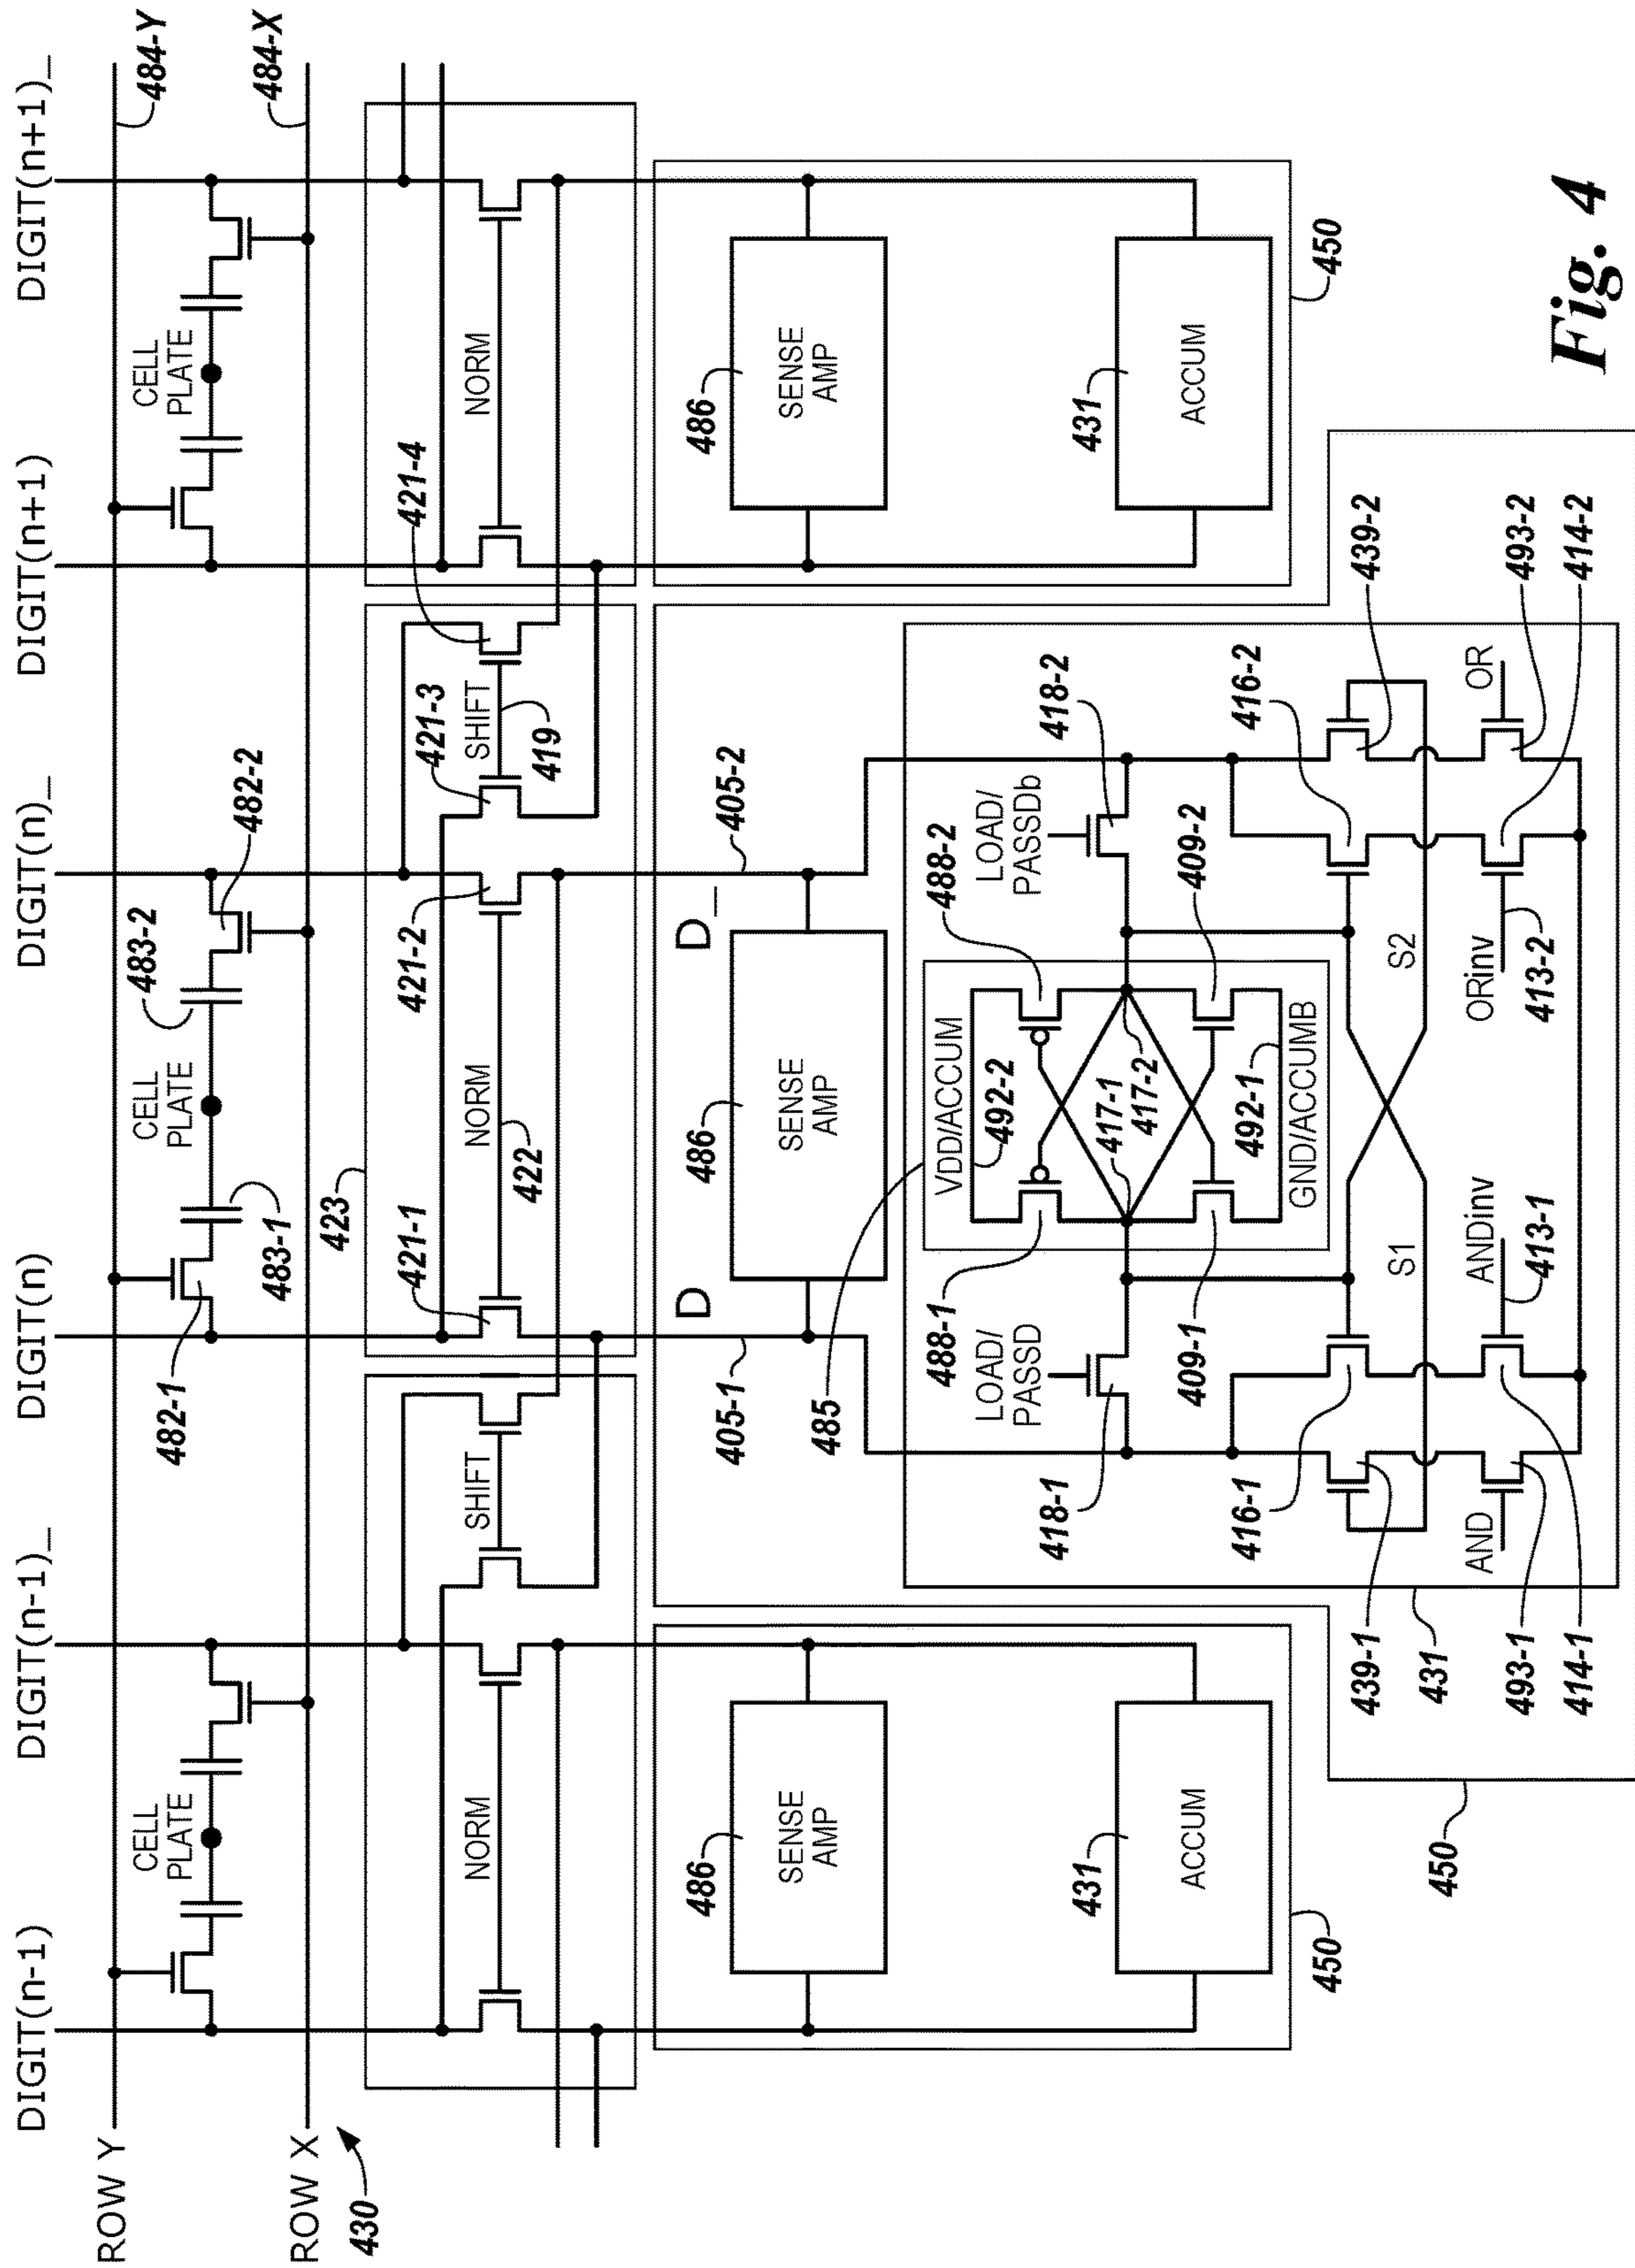 DIGIT(n-1)
DIGIT(n-1)_
DIGIT(n)
DIGIT(n)_
DIGIT(n+1)
DIGIT(n+1)_
ROW Y
484-Y
CELL
PLATE
482-1
483-1
CELL
PLATE
483-2
482-2
CELL
PLATE
ROW X
484-X
430
423
NORM
SHIFT
421-1
NORM
422
421-2
421-3
SHIFT
419
421-4
NORM
405-1
D
D_
405-2
486
SENSE
AMP
486
SENSE
AMP
486
SENSE
AMP
485
418-1
LOAD/
PASSD
488-1
VDD/ACCUM
492-2
488-2
LOAD/
PASSDb
418-2
409-1
417-1
417-2
409-2
492-1
GND/ACCUMB
431
ACCUM
431
ACCUM
450
450
416-1
416-2
S1
S2
439-1
439-2
431
AND
ANDinv
413-1
ORinv
413-2
OR
493-1
493-2
414-1
414-2
450
Fig. 4